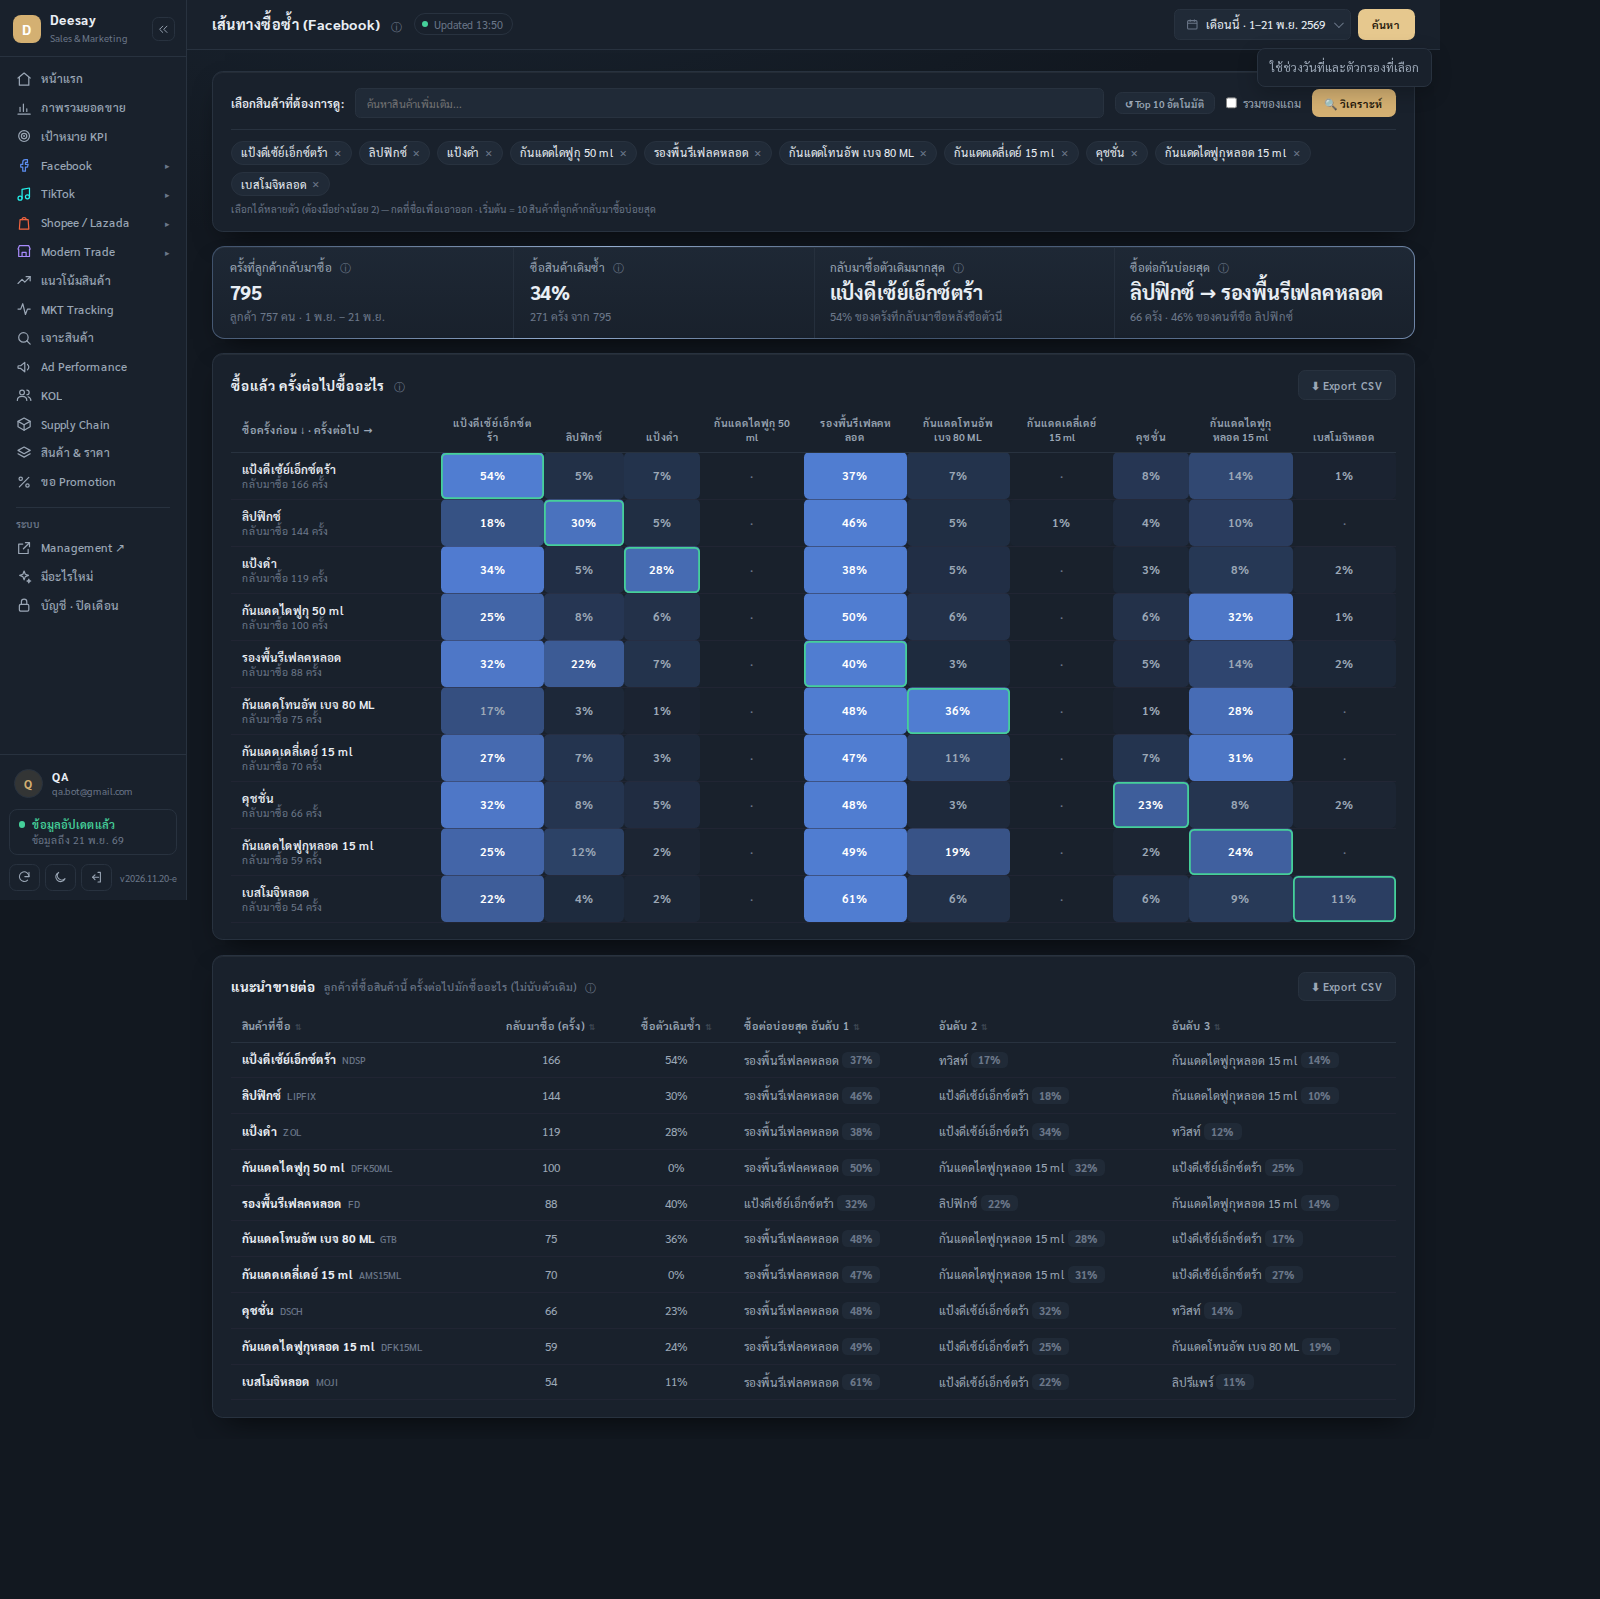 D
Deesay
Sales & Marketing
หน้าแรก
ภาพรวมยอดขาย
เป้าหมาย KPI
Facebook
TikTok
Shopee / Lazada
Modern Trade
แนวโน้มสินค้า
MKT Tracking
เจาะสินค้า
Ad Performance
KOL
Supply Chain
สินค้า & ราคา
ขอ Promotion
ระบบ
Management ↗
มีอะไรใหม่
บัญชี · ปิดเดือน
Q
QA
qa.bot@gmail.com
ข้อมูลอัปเดตแล้ว
ข้อมูลถึง 21 พ.ย. 69
v2026.11.20-e
เส้นทางซื้อซ้ำ (Facebook) ⓘ Updated 13:50
เดือนนี้ · 1–21 พ.ย. 2569 ค้นหา
ใช้ช่วงวันที่และตัวกรองที่เลือก
เลือกสินค้าที่ต้องการดู: ค้นหาสินค้าเพิ่มเติม... ↺ Top 10 อัตโนมัติ รวมของแถม 🔍 วิเคราะห์
แป้งดีเซ้ย์เอ็กซ์ตร้า × ลิปฟิกซ์ × แป้งดำ × กันแดดไดฟุกุ 50 ml × รองพื้นรีเฟลคหลอด × กันแดดโทนอัพ เบจ 80 ML × กันแดดเดลี่เดย์ 15 ml × คุชชั่น × กันแดดไดฟูกุหลอด 15 ml ×
เบสโมจิหลอด ×
เลือกได้หลายตัว (ต้องมีอย่างน้อย 2) — กดที่ชื่อเพื่อเอาออก · เริ่มต้น = 10 สินค้าที่ลูกค้ากลับมาซื้อบ่อยสุด
ครั้งที่ลูกค้ากลับมาซื้อ ⓘ
795
ลูกค้า 757 คน · 1 พ.ย. – 21 พ.ย.
ซื้อสินค้าเดิมซ้ำ ⓘ
34%
271 ครั้ง จาก 795
กลับมาซื้อตัวเดิมมากสุด ⓘ
แป้งดีเซ้ย์เอ็กซ์ตร้า
54% ของครั้งที่กลับมาซื้อหลังซื้อตัวนี้
ซื้อต่อกันบ่อยสุด ⓘ
ลิปฟิกซ์ → รองพื้นรีเฟลคหลอด
66 ครั้ง · 46% ของคนที่ซื้อ ลิปฟิกซ์
ซื้อแล้ว ครั้งต่อไปซื้ออะไร ⓘ ⬇ Export CSV
ซื้อครั้งก่อน ↓ · ครั้งต่อไป → แป้งดีเซ้ย์เอ็กซ์ตร้า ลิปฟิกซ์ แป้งดำ กันแดดไดฟุกุ 50 ml รองพื้นรีเฟลคหลอด กันแดดโทนอัพ เบจ 80 ML กันแดดเดลี่เดย์ 15 ml คุชชั่น กันแดดไดฟูกุหลอด 15 ml เบสโมจิหลอด
แป้งดีเซ้ย์เอ็กซ์ตร้า
กลับมาซื้อ 166 ครั้ง
54% 5% 7% · 37% 7% · 8% 14% 1%
ลิปฟิกซ์
กลับมาซื้อ 144 ครั้ง
18% 30% 5% · 46% 5% 1% 4% 10% ·
แป้งดำ
กลับมาซื้อ 119 ครั้ง
34% 5% 28% · 38% 5% · 3% 8% 2%
กันแดดไดฟุกุ 50 ml
กลับมาซื้อ 100 ครั้ง
25% 8% 6% · 50% 6% · 6% 32% 1%
รองพื้นรีเฟลคหลอด
กลับมาซื้อ 88 ครั้ง
32% 22% 7% · 40% 3% · 5% 14% 2%
กันแดดโทนอัพ เบจ 80 ML
กลับมาซื้อ 75 ครั้ง
17% 3% 1% · 48% 36% · 1% 28% ·
กันแดดเดลี่เดย์ 15 ml
กลับมาซื้อ 70 ครั้ง
27% 7% 3% · 47% 11% · 7% 31% ·
คุชชั่น
กลับมาซื้อ 66 ครั้ง
32% 8% 5% · 48% 3% · 23% 8% 2%
กันแดดไดฟูกุหลอด 15 ml
กลับมาซื้อ 59 ครั้ง
25% 12% 2% · 49% 19% · 2% 24% ·
เบสโมจิหลอด
กลับมาซื้อ 54 ครั้ง
22% 4% 2% · 61% 6% · 6% 9% 11%
แนะนำขายต่อ ลูกค้าที่ซื้อสินค้านี้ ครั้งต่อไปมักซื้ออะไร (ไม่นับตัวเดิม) ⓘ ⬇ Export CSV
สินค้าที่ซื้อ ⇅ กลับมาซื้อ (ครั้ง) ⇅ ซื้อตัวเดิมซ้ำ ⇅ ซื้อต่อบ่อยสุด อันดับ 1 ⇅ อันดับ 2 ⇅ อันดับ 3 ⇅
แป้งดีเซ้ย์เอ็กซ์ตร้า NDSP 166 54% รองพื้นรีเฟลคหลอด 37% ทวิสท์ 17% กันแดดไดฟูกุหลอด 15 ml 14%
ลิปฟิกซ์ LIPFIX 144 30% รองพื้นรีเฟลคหลอด 46% แป้งดีเซ้ย์เอ็กซ์ตร้า 18% กันแดดไดฟูกุหลอด 15 ml 10%
แป้งดำ ZOL 119 28% รองพื้นรีเฟลคหลอด 38% แป้งดีเซ้ย์เอ็กซ์ตร้า 34% ทวิสท์ 12%
กันแดดไดฟุกุ 50 ml DFK50ML 100 0% รองพื้นรีเฟลคหลอด 50% กันแดดไดฟูกุหลอด 15 ml 32% แป้งดีเซ้ย์เอ็กซ์ตร้า 25%
รองพื้นรีเฟลคหลอด FD 88 40% แป้งดีเซ้ย์เอ็กซ์ตร้า 32% ลิปฟิกซ์ 22% กันแดดไดฟูกุหลอด 15 ml 14%
กันแดดโทนอัพ เบจ 80 ML GTB 75 36% รองพื้นรีเฟลคหลอด 48% กันแดดไดฟูกุหลอด 15 ml 28% แป้งดีเซ้ย์เอ็กซ์ตร้า 17%
กันแดดเดลี่เดย์ 15 ml AMS15ML 70 0% รองพื้นรีเฟลคหลอด 47% กันแดดไดฟูกุหลอด 15 ml 31% แป้งดีเซ้ย์เอ็กซ์ตร้า 27%
คุชชั่น DSCH 66 23% รองพื้นรีเฟลคหลอด 48% แป้งดีเซ้ย์เอ็กซ์ตร้า 32% ทวิสท์ 14%
กันแดดไดฟูกุหลอด 15 ml DFK15ML 59 24% รองพื้นรีเฟลคหลอด 49% แป้งดีเซ้ย์เอ็กซ์ตร้า 25% กันแดดโทนอัพ เบจ 80 ML 19%
เบสโมจิหลอด MOJI 54 11% รองพื้นรีเฟลคหลอด 61% แป้งดีเซ้ย์เอ็กซ์ตร้า 22% ลิปรีแพร์ 11%